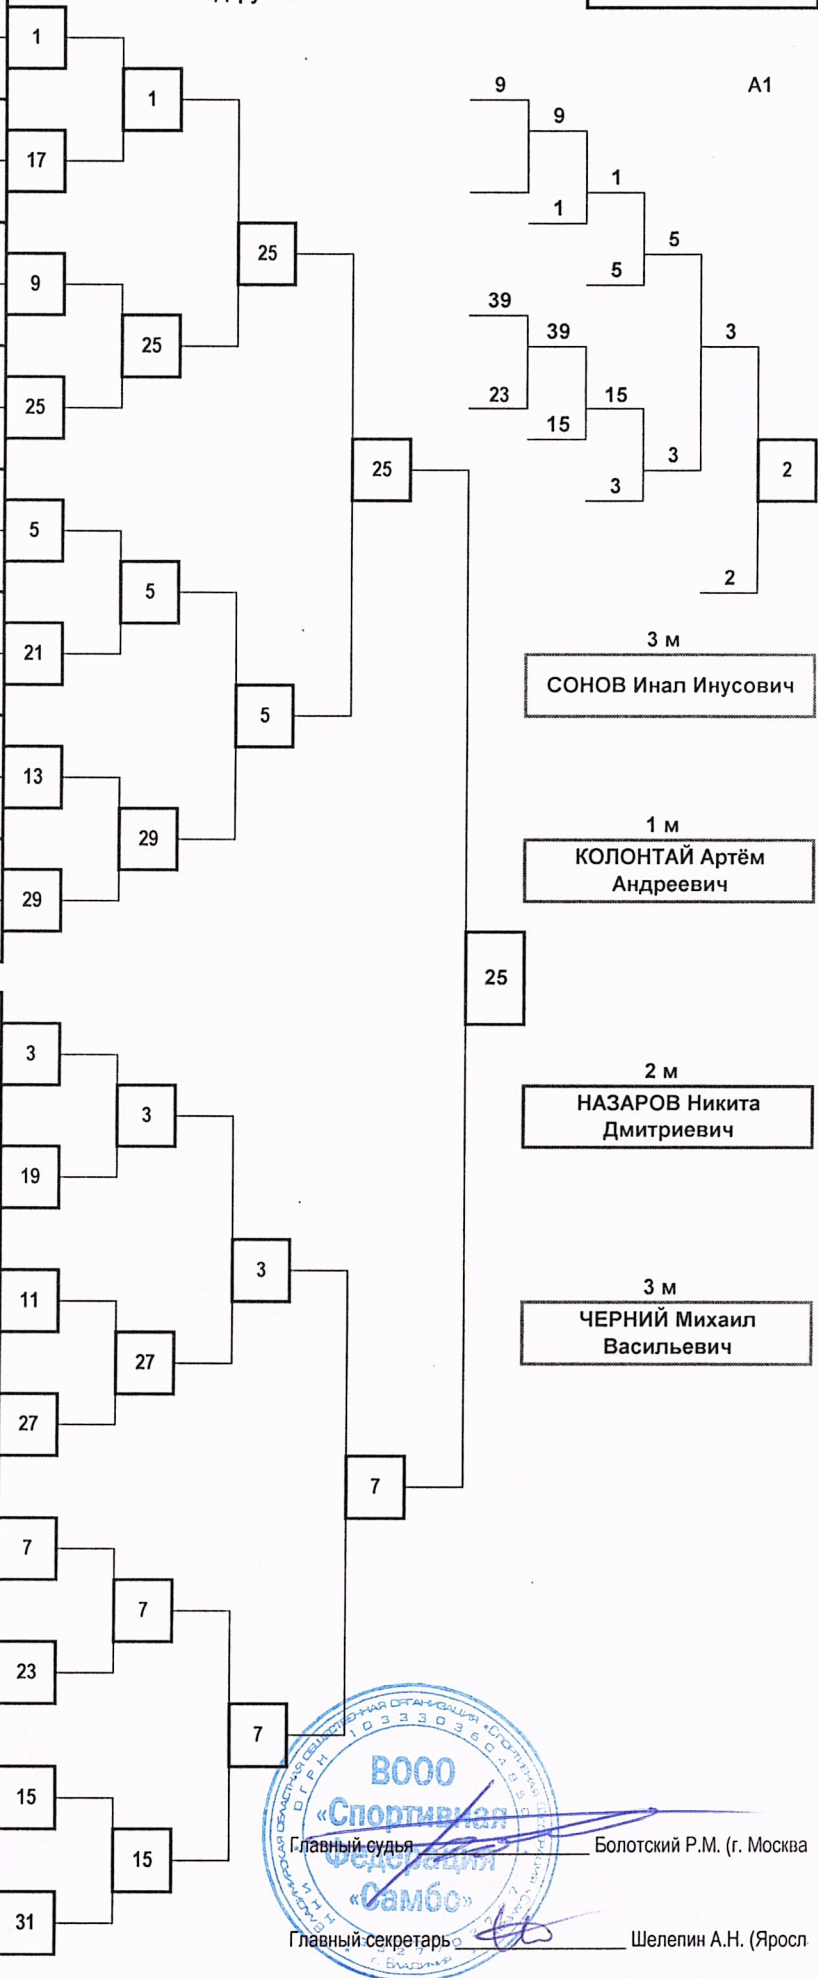 1
1
17
25
9
25
25
25
5
5
21
5
13
29
29
25
3
3
19
3
11
27
27
7
7
7
23
7
15
15
31
А1
9
9
1
1
5
5
39
39
3
23
15
15
3
3
2
2
3 м
СОНОВ Инал Инусович
1 м
КОЛОНТАЙ Артём
Андреевич
2 м
НАЗАРОВ Никита
Дмитриевич
3 м
ЧЕРНИЙ Михаил
Васильевич
ВООО
«Спортивная
Федерация
«Самбо»
Главный судья Болотский Р.М. (г. Москва
Главный секретарь Шелепин А.Н. (Яросл
г. Владимир